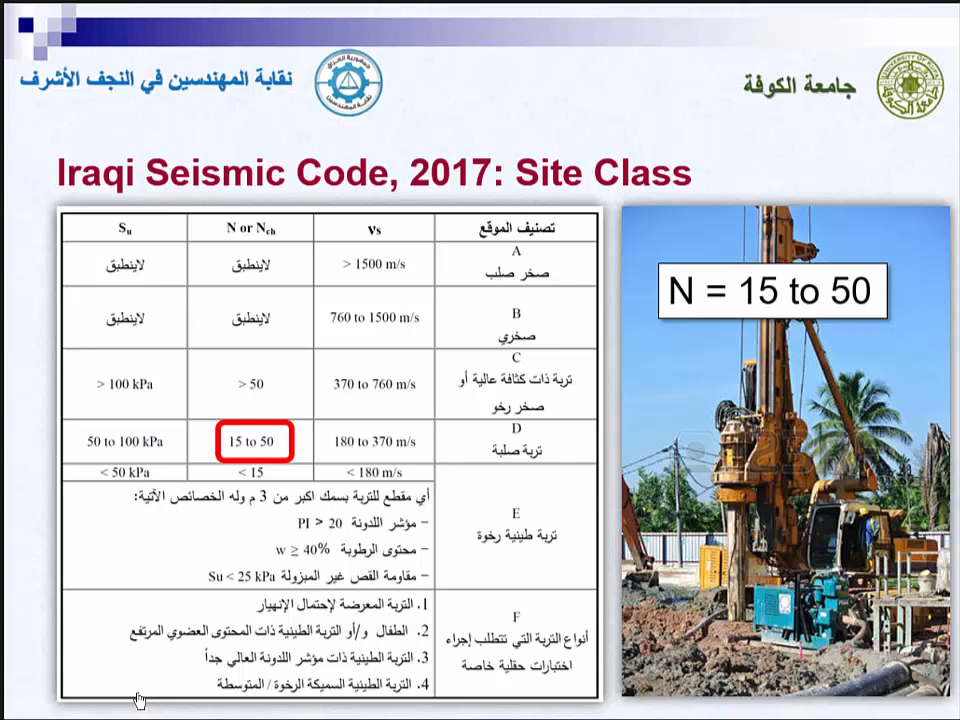 نقابة المهندسين في النجف الأشرف
جامعة الكوفة
Iraqi Seismic Code, 2017: Site Class
Su N or Nch νs تصنيف الموقع
لاينطبق لاينطبق > 1500 m/s A
صخر صلب
لاينطبق لاينطبق 760 to 1500 m/s B
صخري
> 100 kPa > 50 370 to 760 m/s C
تربة ذات كثافة عالية أو
صخر رخو
50 to 100 kPa 15 to 50 180 to 370 m/s D
تربة صلبة
< 50 kPa < 15 < 180 m/s
E
تربة طينية رخوة
أي مقطع للتربة بسمك اكبر من 3 م وله الخصائص الآتية:
– مؤشر اللدونة PI > 20
– محتوى الرطوبة w ≥ 40%
– مقاومة القص غير المبزولة Su < 25 kPa
F
أنواع التربة التي تتطلب إجراء
اختبارات حقلية خاصة
1. التربة المعرضة لإحتمال الإنهيار
2. الطفال و/أو التربة الطينية ذات المحتوى العضوي المرتفع
3. التربة الطينية ذات مؤشر اللدونة العالي جداً
4. التربة الطينية السميكة الرخوة / المتوسطة
N = 15 to 50